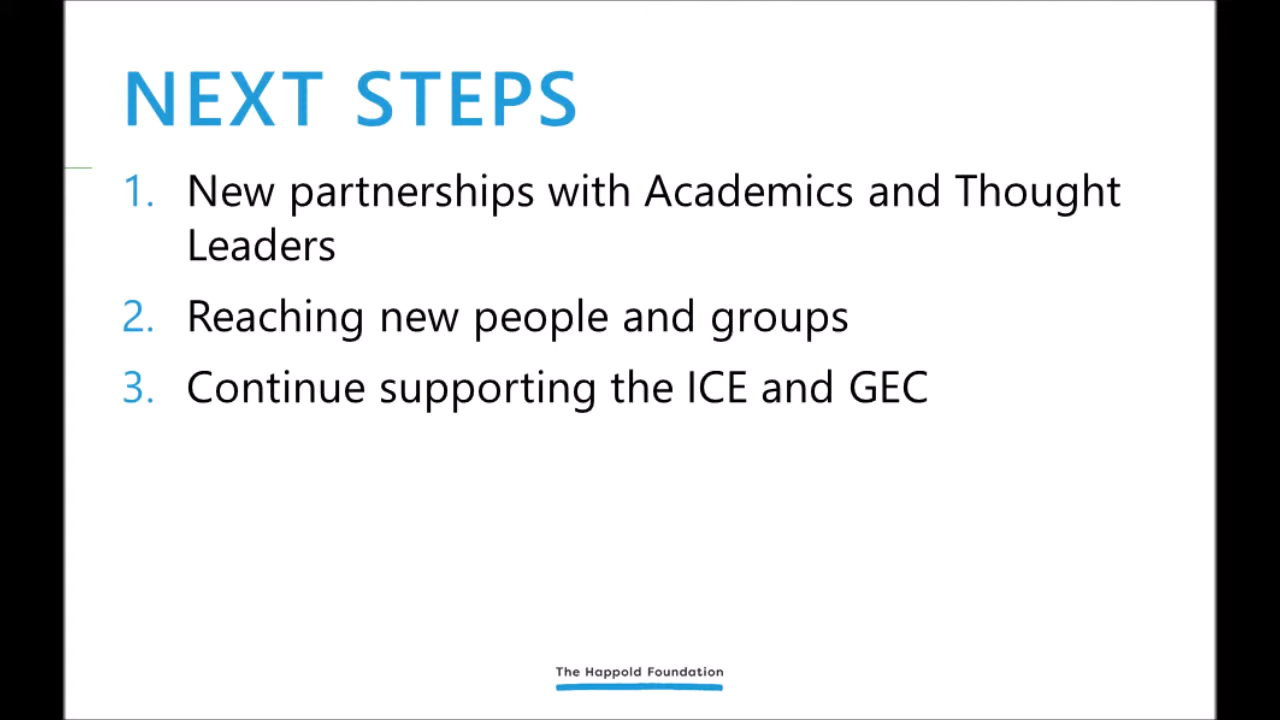 NEXT STEPS
1. New partnerships with Academics and Thought
Leaders
2. Reaching new people and groups
3. Continue supporting the ICE and GEC
The Happold Foundation